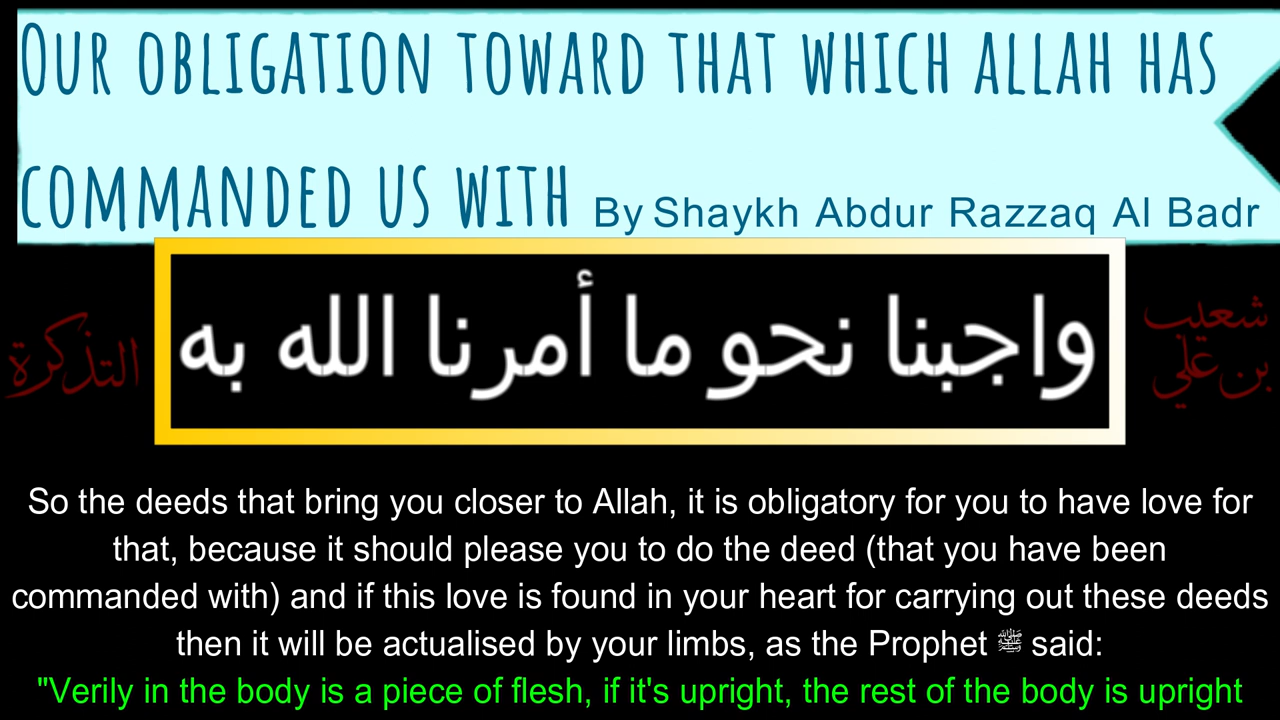 Our obligation toward that which Allah has
commanded us with By Shaykh Abdur Razzaq Al Badr
واجبنا نحو ما أمرنا الله به
شعيب
بن علي
التذكرة
So the deeds that bring you closer to Allah, it is obligatory for you to have love for
that, because it should please you to do the deed (that you have been
commanded with) and if this love is found in your heart for carrying out these deeds
then it will be actualised by your limbs, as the Prophet ﷺ said:
"Verily in the body is a piece of flesh, if it's upright, the rest of the body is upright